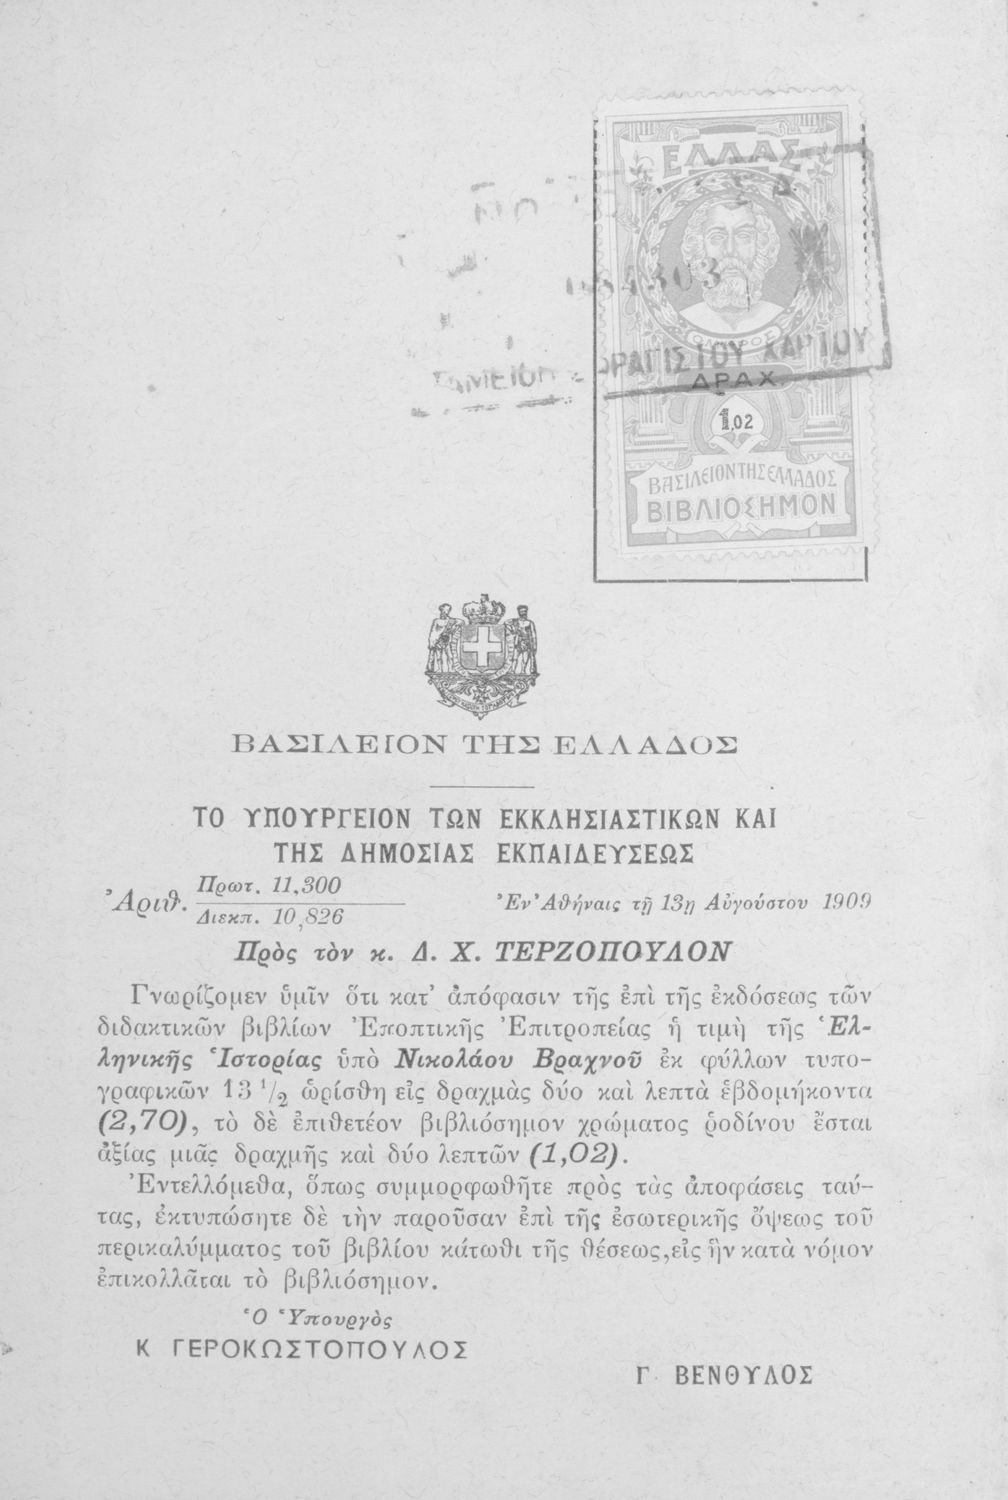 ΕΛΛΑΣ
84303
ΟΜΗΡΟΣ
ΤΑΜΕΙΟΝ ΣΦΡΑΓΙΣΤΟΥ ΧΑΡΤΟΥ
ΔΡΑΧ.
1,02
ΒΑΣΙΛΕΙΟΝ ΤΗΣ ΕΛΛΑΔΟΣ
ΒΙΒΛΙΟΣΗΜΟΝ
ΒΑΣΙΛΕΙΟΝ ΤΗΣ ΕΛΛΑΔΟΣ
ΤΟ ΥΠΟΥΡΓΕΙΟΝ ΤΩΝ ΕΚΚΛΗΣΙΑΣΤΙΚΩΝ ΚΑΙ
ΤΗΣ ΔΗΜΟΣΙΑΣ ΕΚΠΑΙΔΕΥΣΕΩΣ
Ἀριθ. Πρωτ. 11,300
Διεκπ. 10,826
Ἐν Ἀθήναις τῇ 13ῃ Αὐγούστου 1909
Πρὸς τὸν κ. Δ. Χ. ΤΕΡΖΟΠΟΥΛΟΝ
Γνωρίζομεν ὑμῖν ὅτι κατ' ἀπόφασιν τῆς ἐπὶ τῆς ἐκδόσεως τῶν
διδακτικῶν βιβλίων Ἐποπτικῆς Ἐπιτροπείας ἡ τιμὴ τῆς Ἑλ-
ληνικῆς Ἱστορίας ὑπὸ Νικολάου Βραχνοῦ ἐκ φύλλων τυπο-
γραφικῶν 13 1/2 ὡρίσθη εἰς δραχμὰς δύο καὶ λεπτὰ ἑβδομήκοντα
(2,70), τὸ δὲ ἐπιθετέον βιβλιόσημον χρώματος ῥοδίνου ἔσται
ἀξίας μιᾶς δραχμῆς καὶ δύο λεπτῶν (1,02).
Ἐντελλόμεθα, ὅπως συμμορφωθῆτε πρὸς τὰς ἀποφάσεις ταύ-
τας, ἐκτυπώσητε δὲ τὴν παροῦσαν ἐπὶ τῆς ἐσωτερικῆς ὄψεως τοῦ
περικαλύμματος τοῦ βιβλίου κάτωθι τῆς θέσεως, εἰς ἣν κατὰ νόμον
ἐπικολλᾶται τὸ βιβλιόσημον.
Ὁ Ὑπουργὸς
Κ ΓΕΡΟΚΩΣΤΟΠΟΥΛΟΣ
Γ. ΒΕΝΘΥΛΟΣ